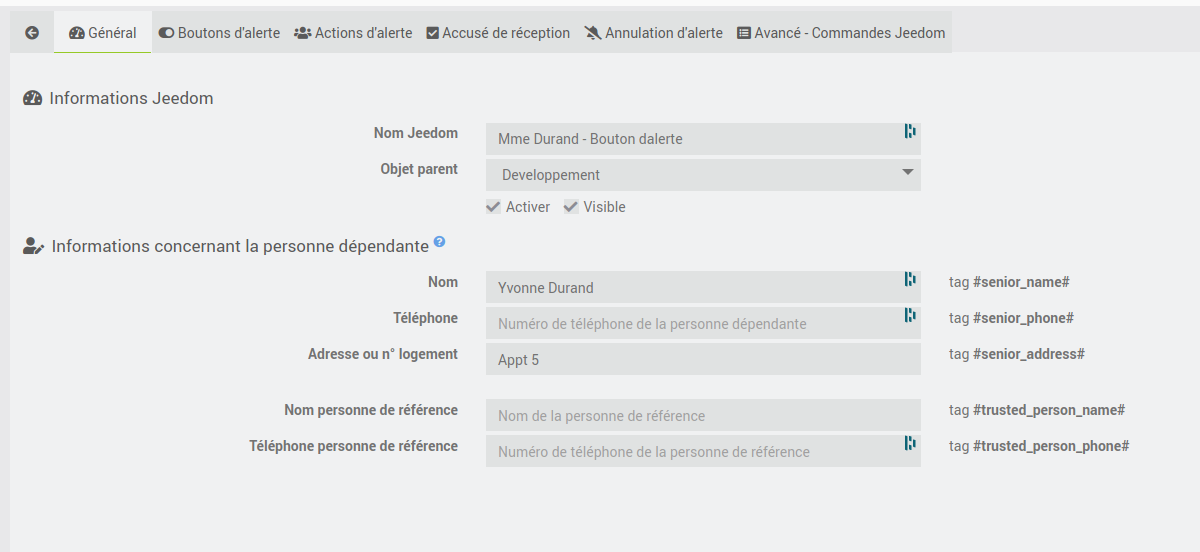 Général Boutons d'alerte Actions d'alerte Accusé de réception Annulation d'alerte Avancé - Commandes Jeedom
Informations Jeedom
Nom Jeedom Mme Durand - Bouton dalerte
Objet parent Developpement
Activer Visible
Informations concernant la personne dépendante ?
Nom Yvonne Durand tag #senior_name#
Téléphone Numéro de téléphone de la personne dépendante tag #senior_phone#
Adresse ou n° logement Appt 5 tag #senior_address#
Nom personne de référence Nom de la personne de référence tag #trusted_person_name#
Téléphone personne de référence Numéro de téléphone de la personne de référence tag #trusted_person_phone#